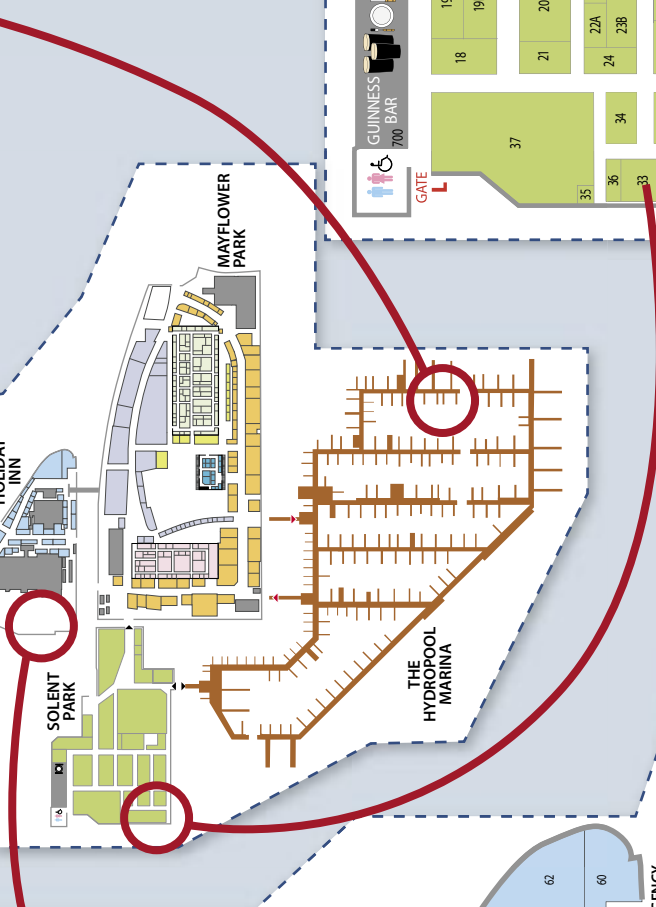 19
19
20
22A
23B
18
21
24
GUINNESS
BAR
700
37
34
GATE
L
35
36
33
MAYFLOWER
PARK
INN
SOLENT
PARK
THE
HYDROPOOL
MARINA
62
60